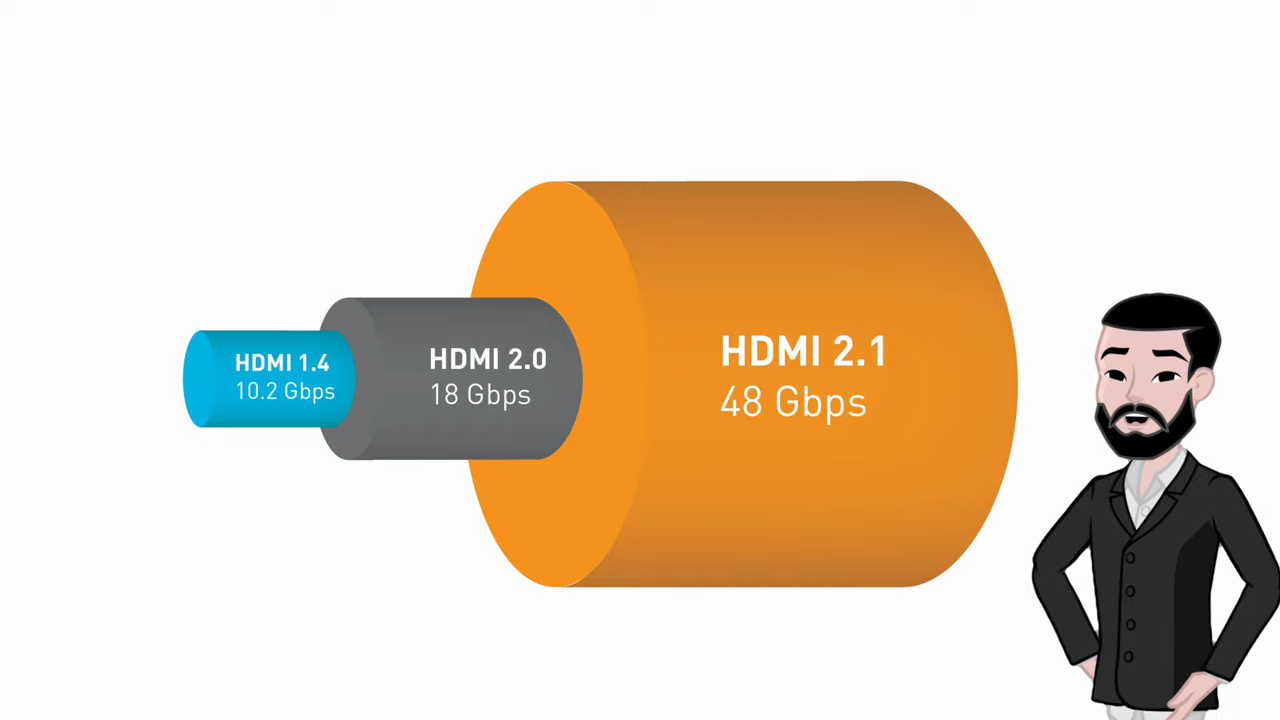 HDMI 1.4
10.2 Gbps
HDMI 2.0
18 Gbps
HDMI 2.1
48 Gbps